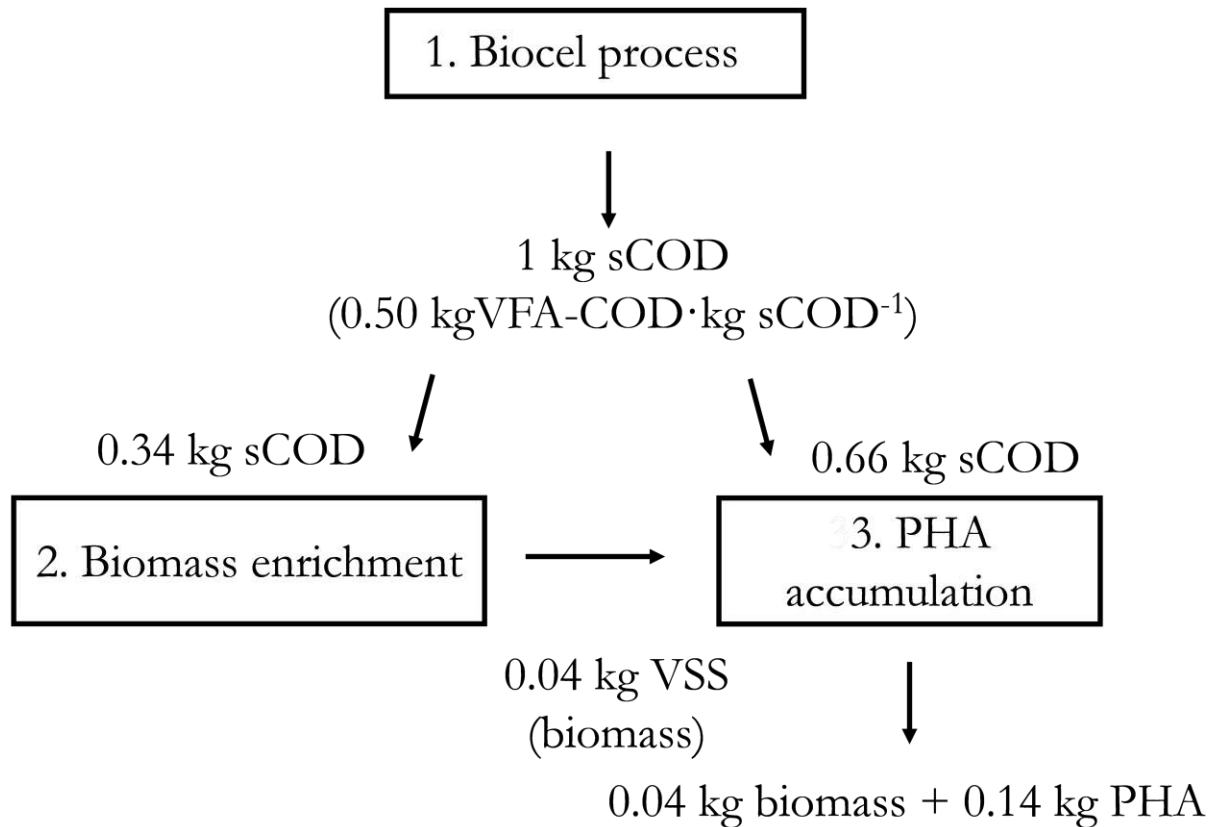 1. Biocel process
1 kg sCOD
(0.50 kgVFA-COD·kg sCOD⁻¹)
0.34 kg sCOD
0.66 kg sCOD
2. Biomass enrichment
3. PHA
accumulation
0.04 kg VSS
(biomass)
0.04 kg biomass + 0.14 kg PHA